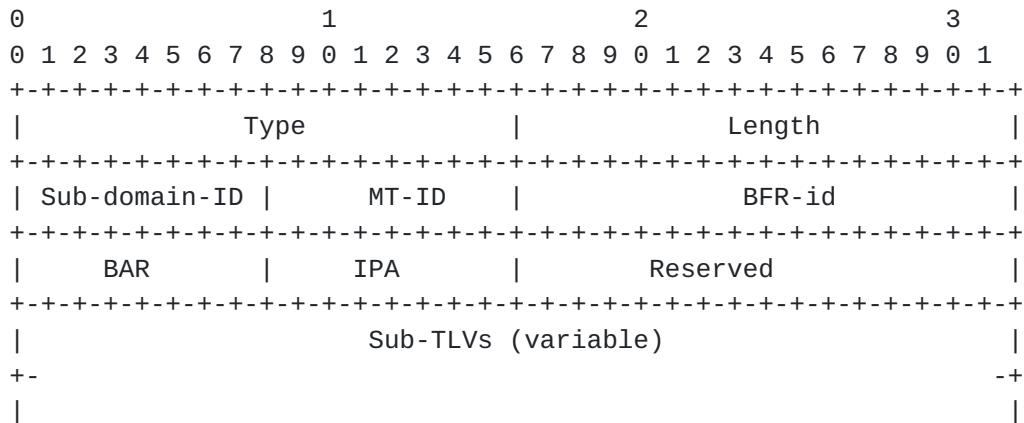 0                   1                   2                   3
0 1 2 3 4 5 6 7 8 9 0 1 2 3 4 5 6 7 8 9 0 1 2 3 4 5 6 7 8 9 0 1
+-+-+-+-+-+-+-+-+-+-+-+-+-+-+-+-+-+-+-+-+-+-+-+-+-+-+-+-+-+-+-+-+
|              Type             |             Length            |
+-+-+-+-+-+-+-+-+-+-+-+-+-+-+-+-+-+-+-+-+-+-+-+-+-+-+-+-+-+-+-+-+
| Sub-domain-ID |      MT-ID    |              BFR-id           |
+-+-+-+-+-+-+-+-+-+-+-+-+-+-+-+-+-+-+-+-+-+-+-+-+-+-+-+-+-+-+-+-+
|     BAR       |     IPA       |        Reserved               |
+-+-+-+-+-+-+-+-+-+-+-+-+-+-+-+-+-+-+-+-+-+-+-+-+-+-+-+-+-+-+-+-+
|                      Sub-TLVs (variable)                      |
+-                                                             -+
|                                                               |